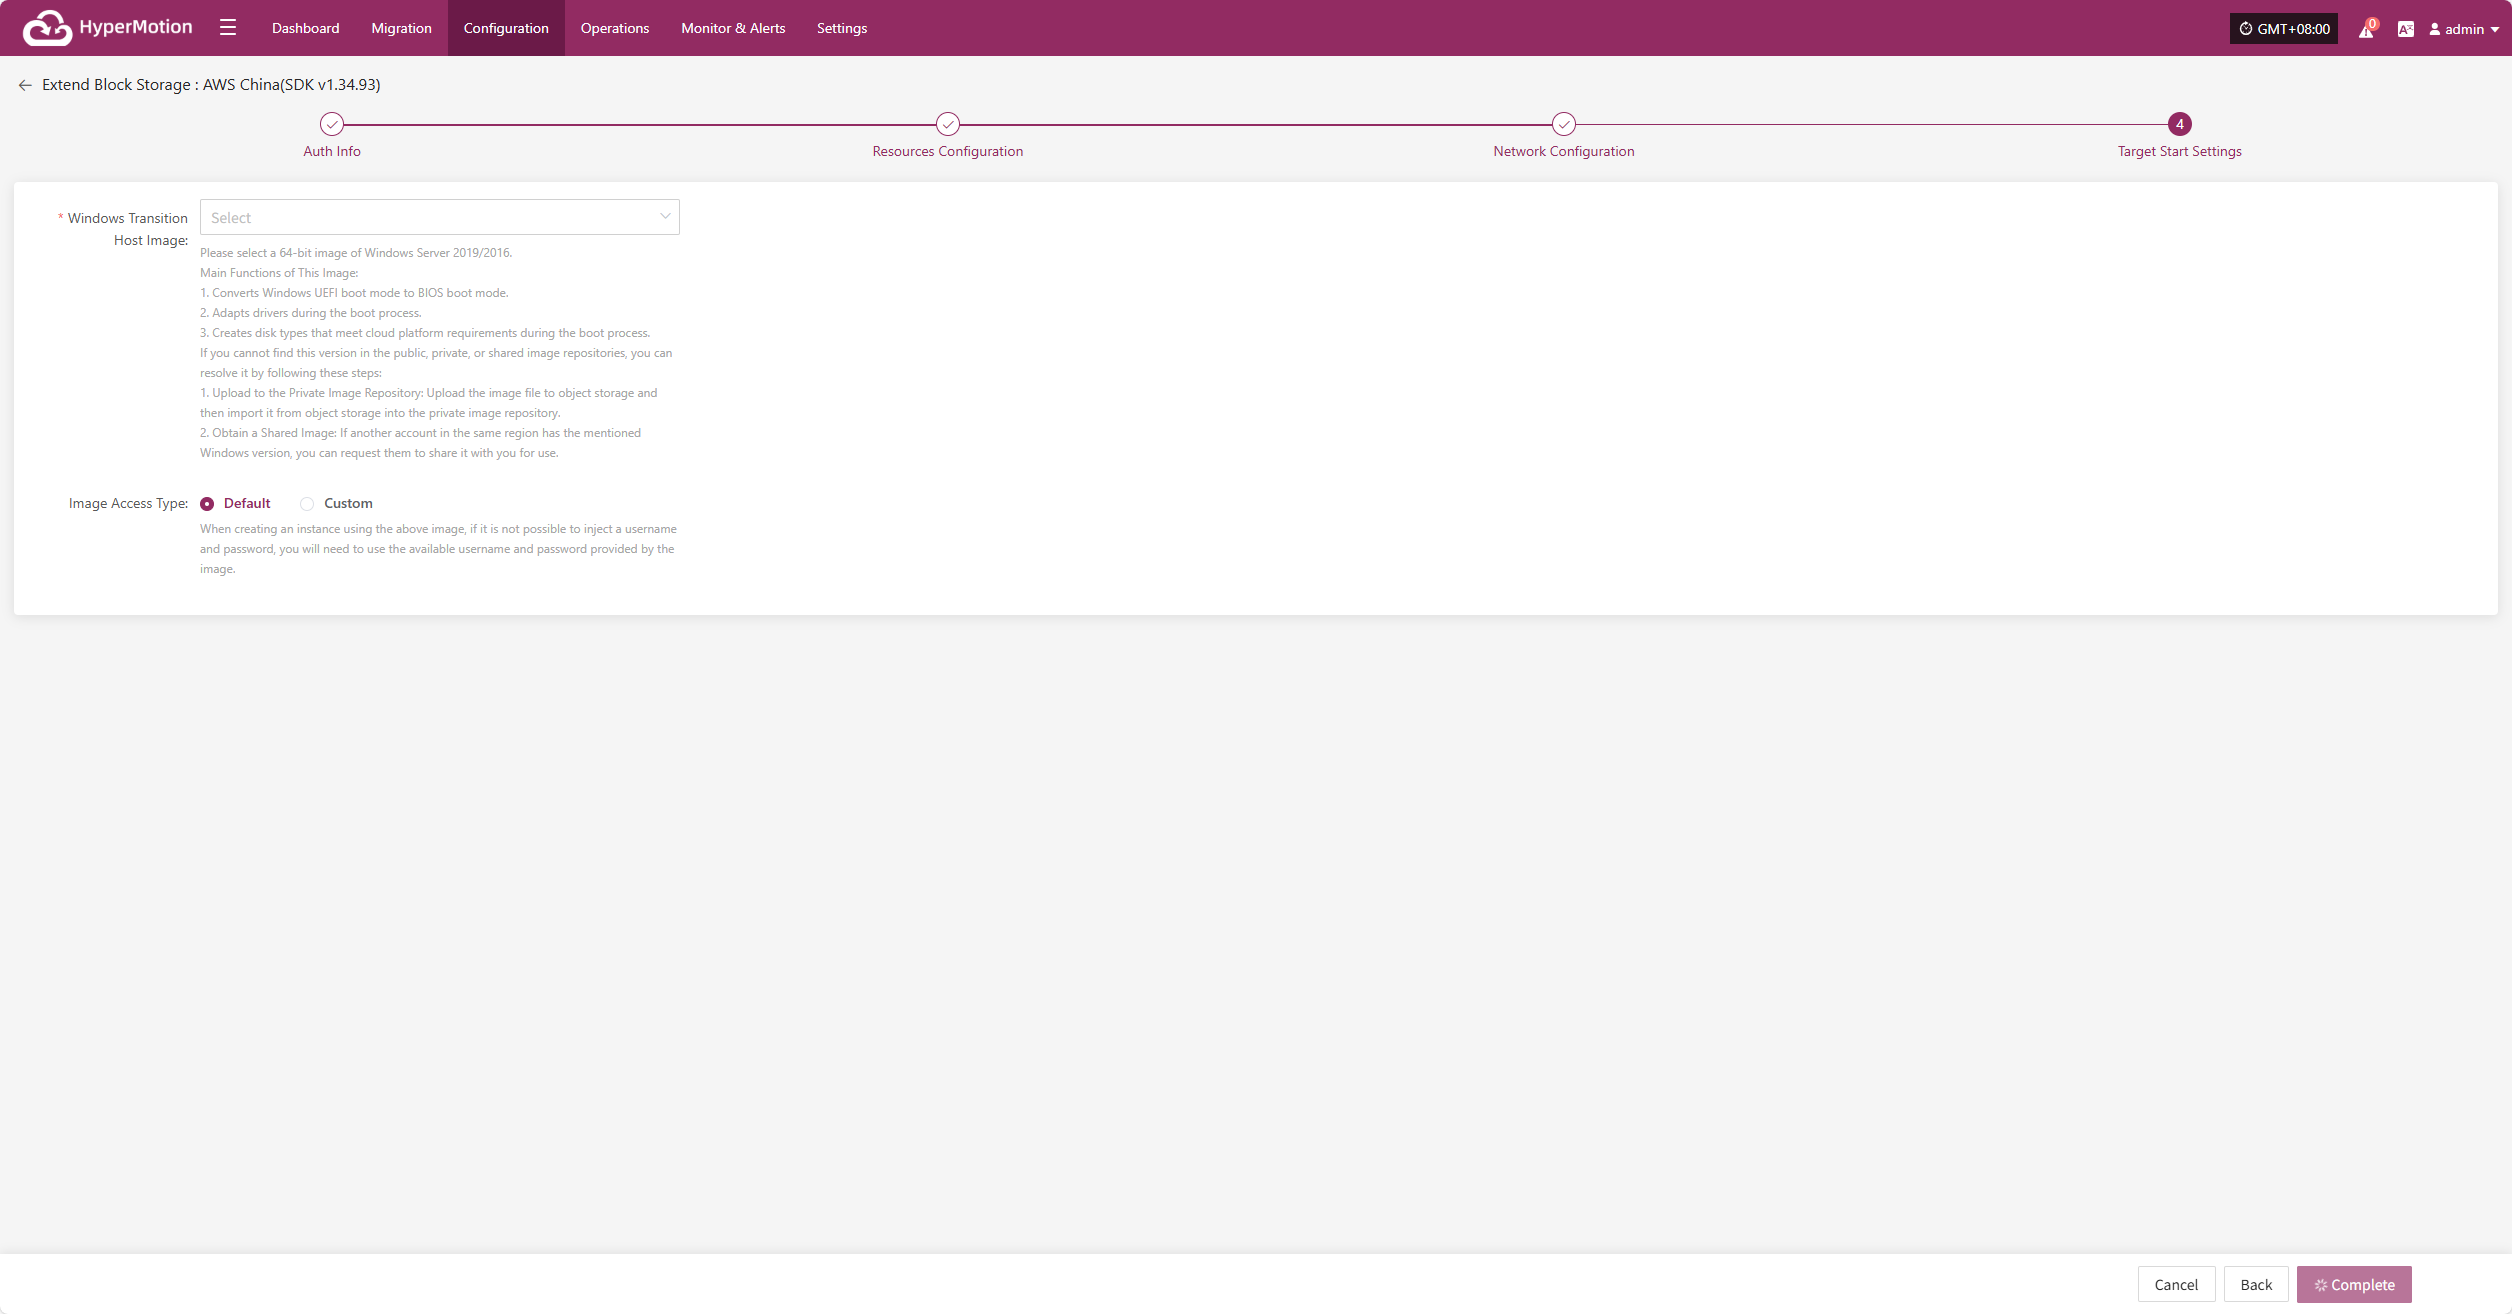 HyperMotion
Dashboard
Migration
Configuration
Operations
Monitor & Alerts
Settings
GMT+08:00
0
admin
Extend Block Storage : AWS China(SDK v1.34.93)
4
Auth Info
Resources Configuration
Network Configuration
Target Start Settings
* Windows Transition
Host Image:
Select
Please select a 64-bit image of Windows Server 2019/2016.
Main Functions of This Image:
1. Converts Windows UEFI boot mode to BIOS boot mode.
2. Adapts drivers during the boot process.
3. Creates disk types that meet cloud platform requirements during the boot process.
If you cannot find this version in the public, private, or shared image repositories, you can
resolve it by following these steps:
1. Upload to the Private Image Repository: Upload the image file to object storage and
then import it from object storage into the private image repository.
2. Obtain a Shared Image: If another account in the same region has the mentioned
Windows version, you can request them to share it with you for use.
Image Access Type:
Default
Custom
When creating an instance using the above image, if it is not possible to inject a username
and password, you will need to use the available username and password provided by the
image.
Cancel
Back
Complete